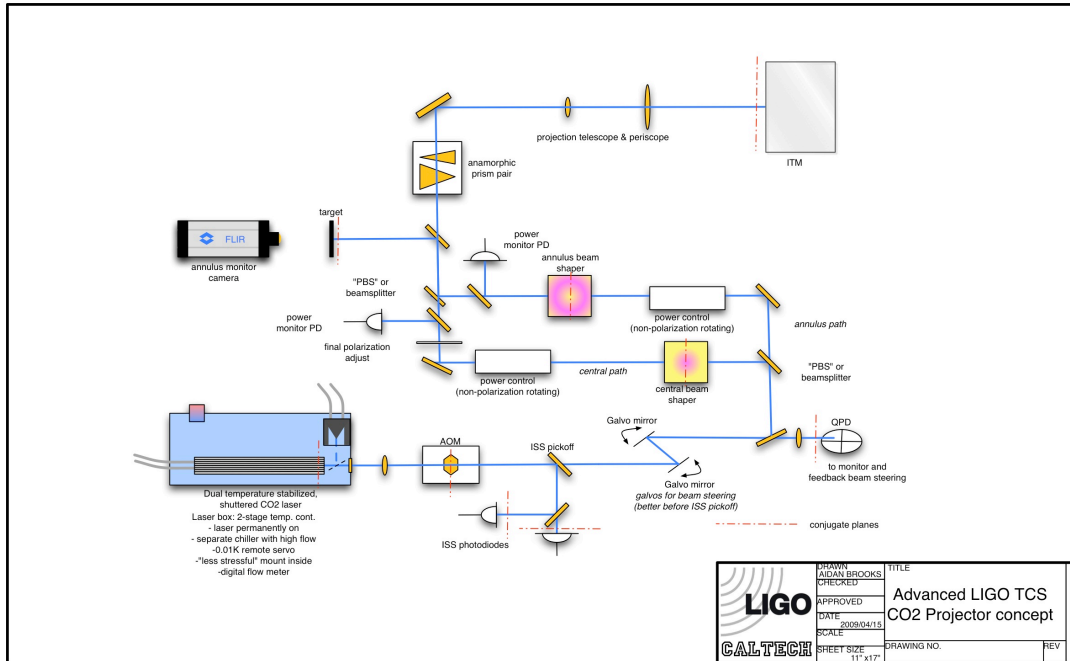 projection telescope & periscope
ITM
anamorphic
prism pair
target
FLIR
annulus monitor
camera
power
monitor PD
annulus beam
shaper
"PBS" or
beamsplitter
power control
(non-polarization rotating)
annulus path
power
monitor PD
final polarization
adjust
power control
(non-polarization rotating)
central path
central beam
shaper
"PBS" or
beamsplitter
Galvo mirror
QPD
AOM
ISS pickoff
to monitor and
feedback beam steering
Galvo mirror
galvos for beam steering
(better before ISS pickoff)
Dual temperature stabilized,
shuttered CO2 laser
Laser box: 2-stage temp. cont.
- laser permanently on
- separate chiller with high flow
-0.01K remote servo
-"less stressful" mount inside
-digital flow meter
ISS photodiodes
conjugate planes
LIGO
CALTECH
DRAWN
AIDAN BROOKS
CHECKED
APPROVED
DATE
2009/04/15
SCALE
SHEET SIZE
11" x17"
TITLE
Advanced LIGO TCS
CO2 Projector concept
DRAWING NO.
REV